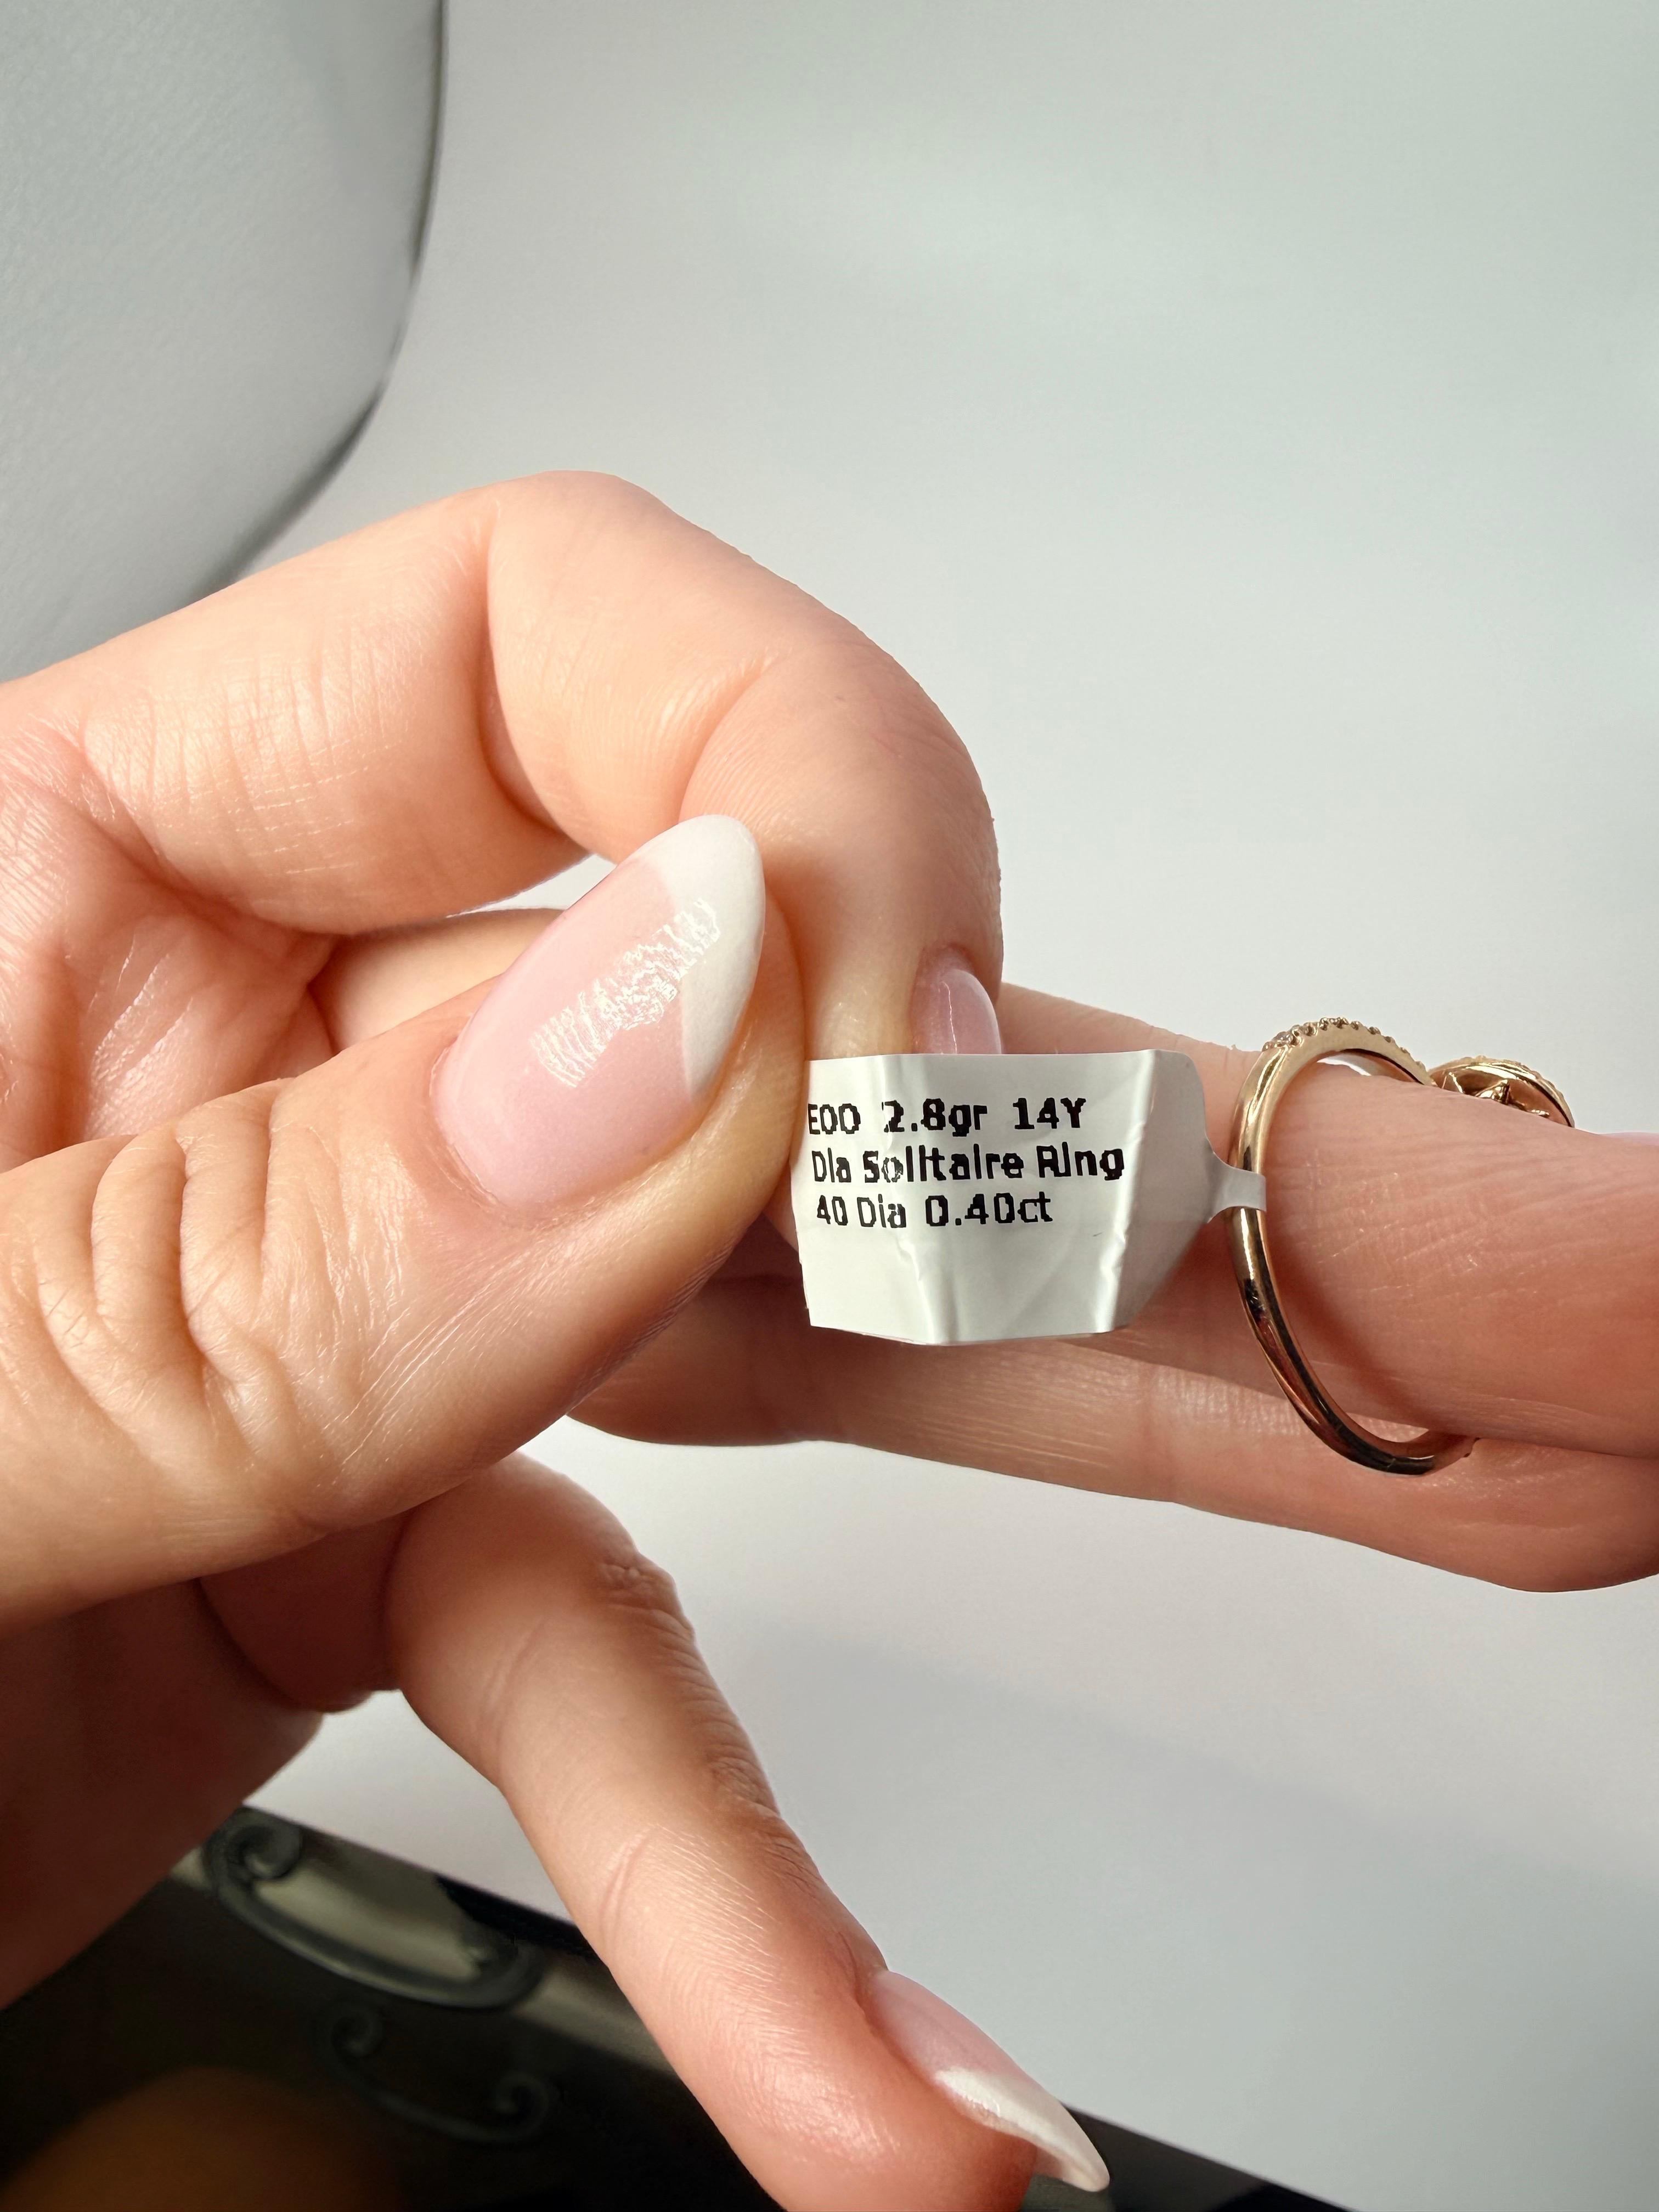 E00 2.8gr 14Y
Dia Solitaire Ring
40 Dia 0.40ct